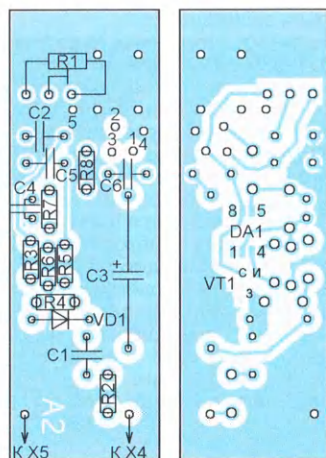 R1
C2
5
2
3
1
4
C5
R8
C6
C4
R7
R3
R6
R5
C3
+
R4
VD1
C1
R2
A2
К X5
К X4
8
5
DA1
1
4
VT1
с
и
з